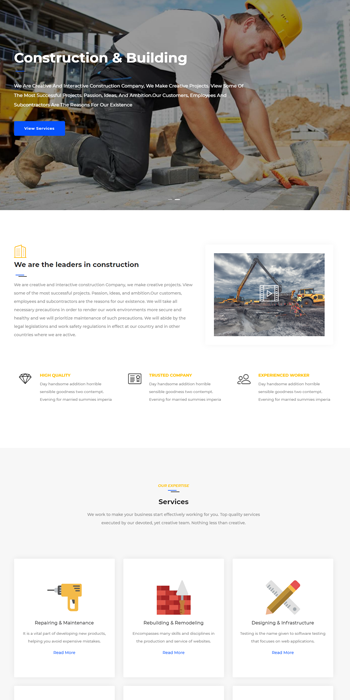 Construction & Building
We Are Creative And Interactive Construction Company, We Make Creative Projects. View Some Of
The Most Successful Projects. Passion, Ideas, And Ambition.Our Customers, Employees And
Subcontractors Are The Reasons For Our Existence
View Services
We are the leaders in construction
We are creative and interactive construction Company, we make creative projects. View
some of the most successful projects. Passion, ideas, and ambition.Our customers,
employees and subcontractors are the reasons for our existence. We will take all
necessary precautions in order to render our work environments more secure and
healthy and we will prioritize maintenance of such precautions. We will abide by the
legal legislations and work safety regulations in effect at our country and in other
countries where we are active.
HIGH QUALITY
Day handsome addition horrible
sensible goodness two contempt.
Evening for married summies imperia
TRUSTED COMPANY
Day handsome addition horrible
sensible goodness two contempt.
Evening for married summies imperia
EXPERIENCED WORKER
Day handsome addition horrible
sensible goodness two contempt.
Evening for married summies imperia
OUR EXPERTISE
Services
We work to make your business start effectively working for you. Top quality services
executed by our devoted, yet creative team. Nothing less than creative.
Repairing & Maintenance
It is a vital part of developing new products,
helping you avoid expensive mistakes.
Read More
Rebuilding & Remodeling
Encompasses many skills and disciplines in
the production and service of websites.
Read More
Designing & Infrastructure
Testing is the name given to software testing
that focuses on web applications.
Read More